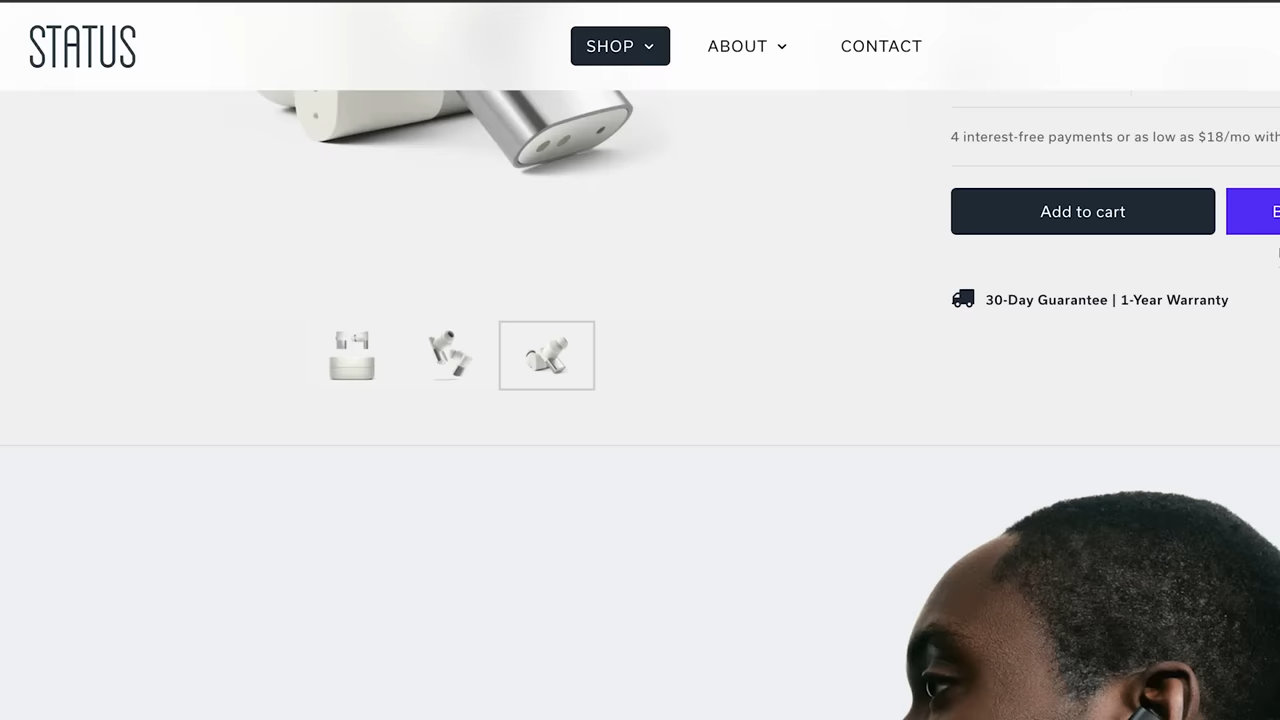 STATUS
SHOP
ABOUT
CONTACT
4 interest-free payments or as low as $18/mo with
Add to cart
30-Day Guarantee | 1-Year Warranty